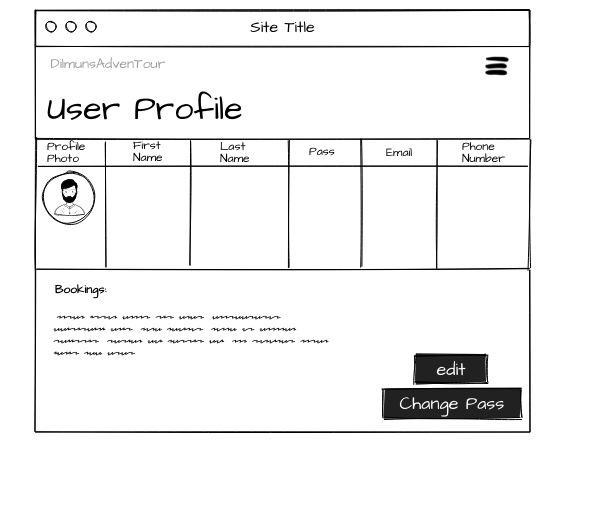 Site Title
DilmunsAdvenTour
User Profile
Profile Photo
First Name
Last Name
Pass
Email
Phone Number
Bookings:
edit
Change Pass